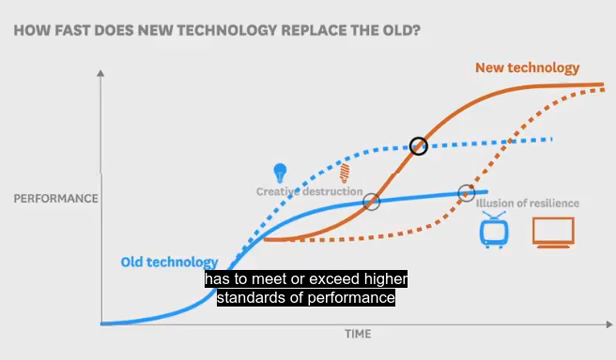 HOW FAST DOES NEW TECHNOLOGY REPLACE THE OLD?
New technology
Creative destruction
PERFORMANCE
Illusion of resilience
Old technology
has to meet or exceed higher
standards of performance
TIME